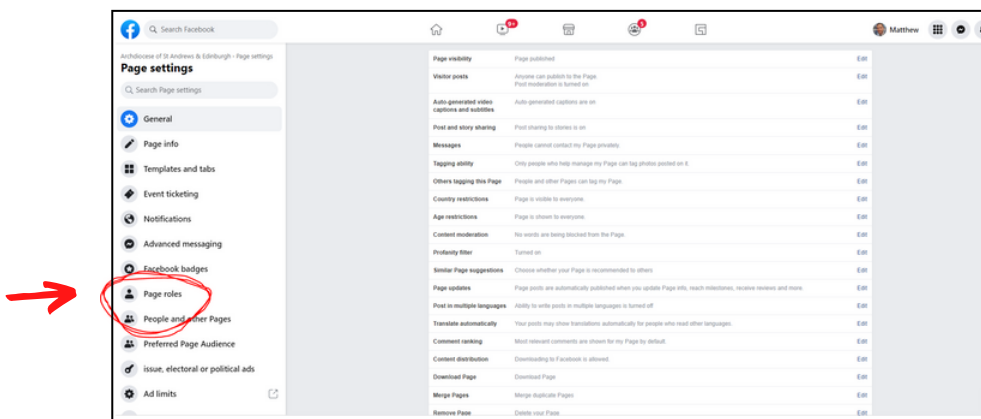 Search Facebook
9+
5
Matthew
Archdiocese of St Andrews & Edinburgh - Page settings
Page settings
Search Page settings
General
Page info
Templates and tabs
Event ticketing
Notifications
Advanced messaging
Facebook badges
Page roles
People and other Pages
Preferred Page Audience
issue, electoral or political ads
Ad limits
Page visibility Page published Edit
Visitor posts Anyone can publish to the Page. Edit
Post moderation is turned on
Auto-generated video Auto-generated captions are on Edit
captions and subtitles
Post and story sharing Post sharing to stories is on Edit
Messages People cannot contact my Page privately. Edit
Tagging ability Only people who help manage my Page can tag photos posted on it. Edit
Others tagging this Page People and other Pages can tag my Page. Edit
Country restrictions Page is visible to everyone. Edit
Age restrictions Page is shown to everyone. Edit
Content moderation No words are being blocked from the Page. Edit
Profanity filter Turned on Edit
Similar Page suggestions Choose whether your Page is recommended to others Edit
Page updates Page posts are automatically published when you update Page info, reach milestones, receive reviews and more. Edit
Post in multiple languages Ability to write posts in multiple languages is turned off Edit
Translate automatically Your posts may show translations automatically for people who read other languages. Edit
Comment ranking Most relevant comments are shown for my Page by default. Edit
Content distribution Downloading to Facebook is allowed. Edit
Download Page Download Page Edit
Merge Pages Merge duplicate Pages Edit
Remove Page Delete your Page Edit